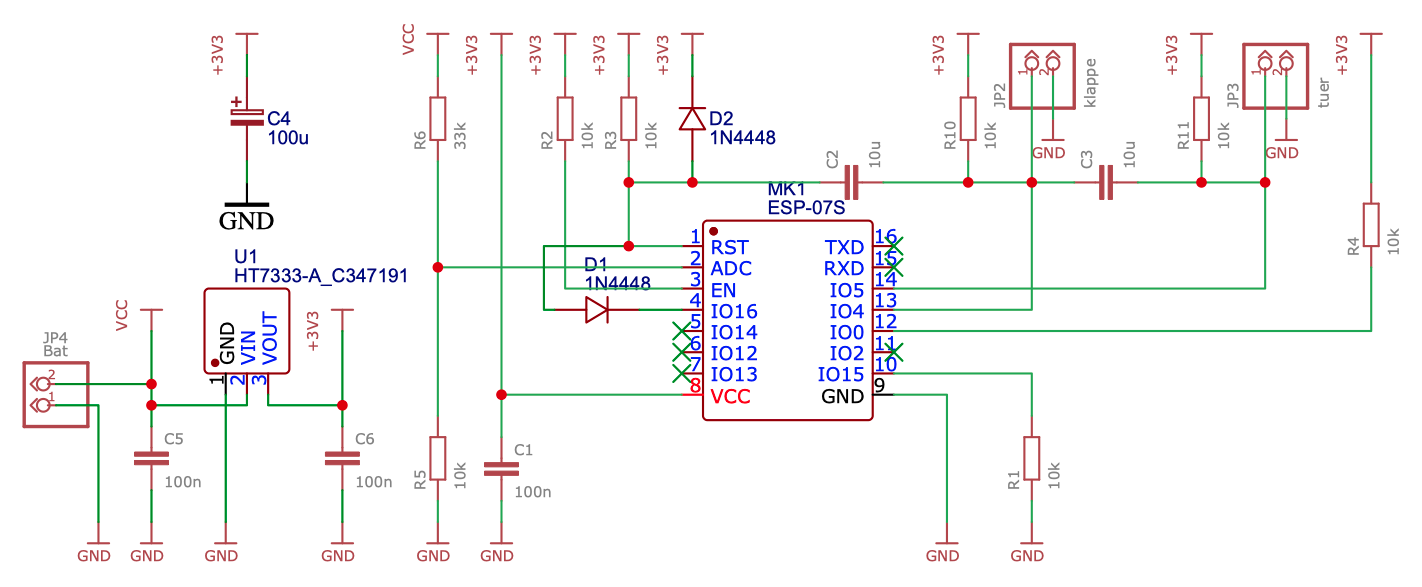 +3V3
VCC
+3V3
+3V3
+3V3
+3V3
+3V3
+3V3
+3V3
JP2
1
2
klappe
JP3
1
2
tuer
+
C4
100u
R6
33k
R2
10k
R3
10k
D2
1N4448
R10
10k
GND
R11
10k
GND
C2
10u
C3
10u
GND
MK1
ESP-07S
R4
10k
1
RST
TXD
16
2
ADC
RXD
15
3
EN
IO5
14
4
IO16
IO4
13
5
IO14
IO0
12
6
IO12
IO2
11
7
IO13
IO15
10
8
VCC
GND
9
D1
1N4448
U1
HT7333-A_C347191
GND
VIN
VOUT
1
2
3
VCC
+3V3
JP4
Bat
2
1
C5
100n
C6
100n
R5
10k
C1
100n
R1
10k
GND
GND
GND
GND
GND
GND
GND
GND